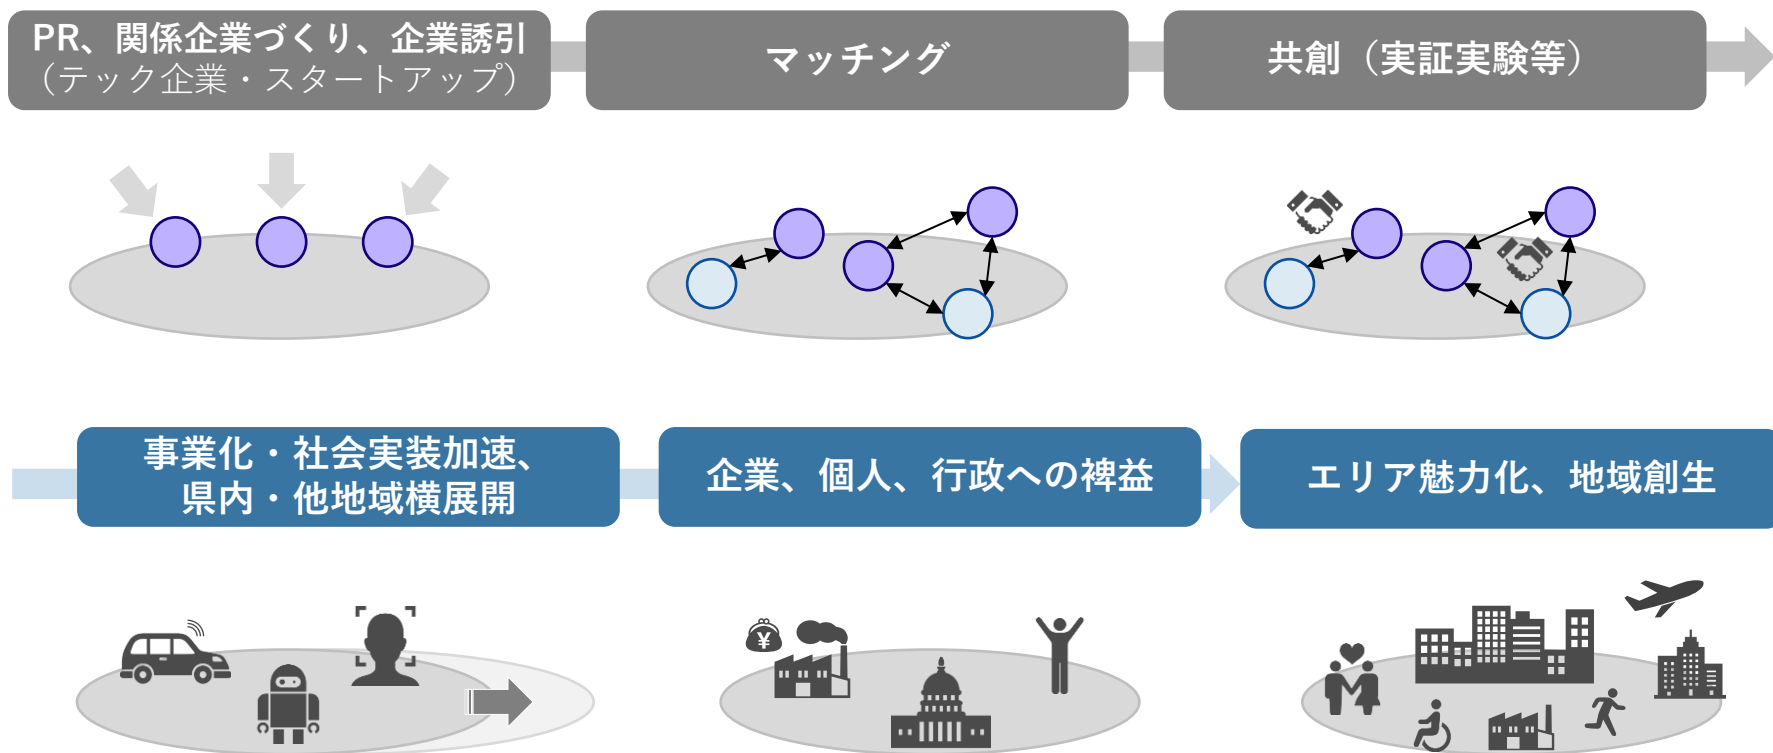 PR、関係企業づくり、企業誘引
（テック企業・スタートアップ）
マッチング
共創（実証実験等）
事業化・社会実装加速、
県内・他地域横展開
企業、個人、行政への裨益
エリア魅力化、地域創生
¥